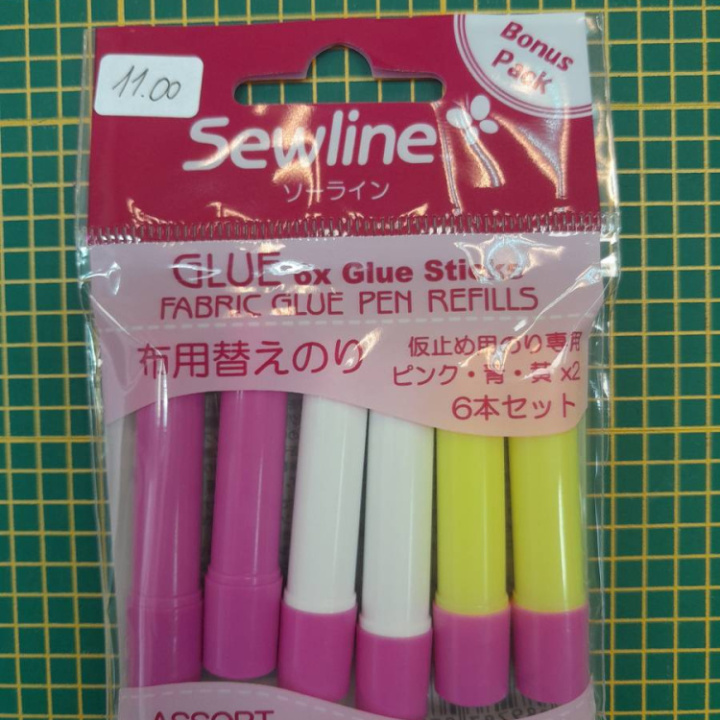 11.00
Bonus
Pack
Sewline
ソーライン
GLUE 6x Glue Sticks
FABRIC GLUE PEN REFILLS
布用替えのり
仮止め用のり専用
ピンク・青・黄 x2
6本セット
ASSORT